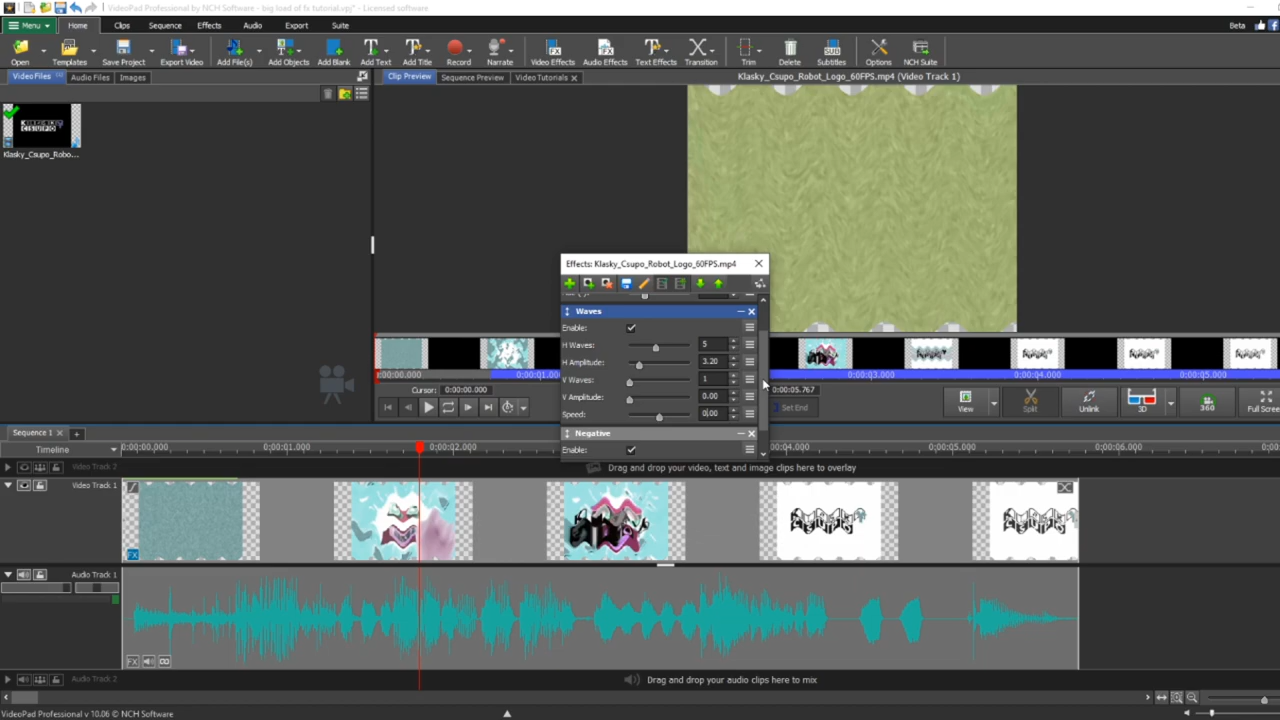 VideoPad Professional by NCH Software - big load of fx tutorial.vpj* - Licensed software
Menu Home Clips Sequence Effects Audio Export Suite Beta
Open Templates Save Project Export Video Add File(s) Add Objects Add Blank Add Text Add Title Record Narrate Video Effects Audio Effects Text Effects Transition Trim Delete Subtitles Options NCH Suite
Video Files Audio Files Images
Clip Preview Sequence Preview Video Tutorials
Klasky_Csupo_Robot_Logo_60FPS.mp4 (Video Track 1)
Klasky_Csupo_Robo...
Effects: Klasky_Csupo_Robot_Logo_60FPS.mp4
Waves
Enable:
H Waves: 5
H Amplitude: 3.20
V Waves: 1
V Amplitude: 0.00
Speed: 0.00
Negative
Enable:
0:00:01.000 0:00:03.000 0:00:04.000 0:00:05.000
Cursor: 0:00:00.000
0:00:05.767
Set End
View Split Unlink 3D 360 Full Scree
Sequence 1
Timeline 0:00:00.000 0:00:01.000 0:00:02.000 0:00:04.000 0:00:05.000 0:00:06.000
Video Track 2 Drag and drop your video, text and image clips here to overlay
Video Track 1
FX
Audio Track 1
FX
Audio Track 2 Drag and drop your audio clips here to mix
VideoPad Professional v 10.06 © NCH Software